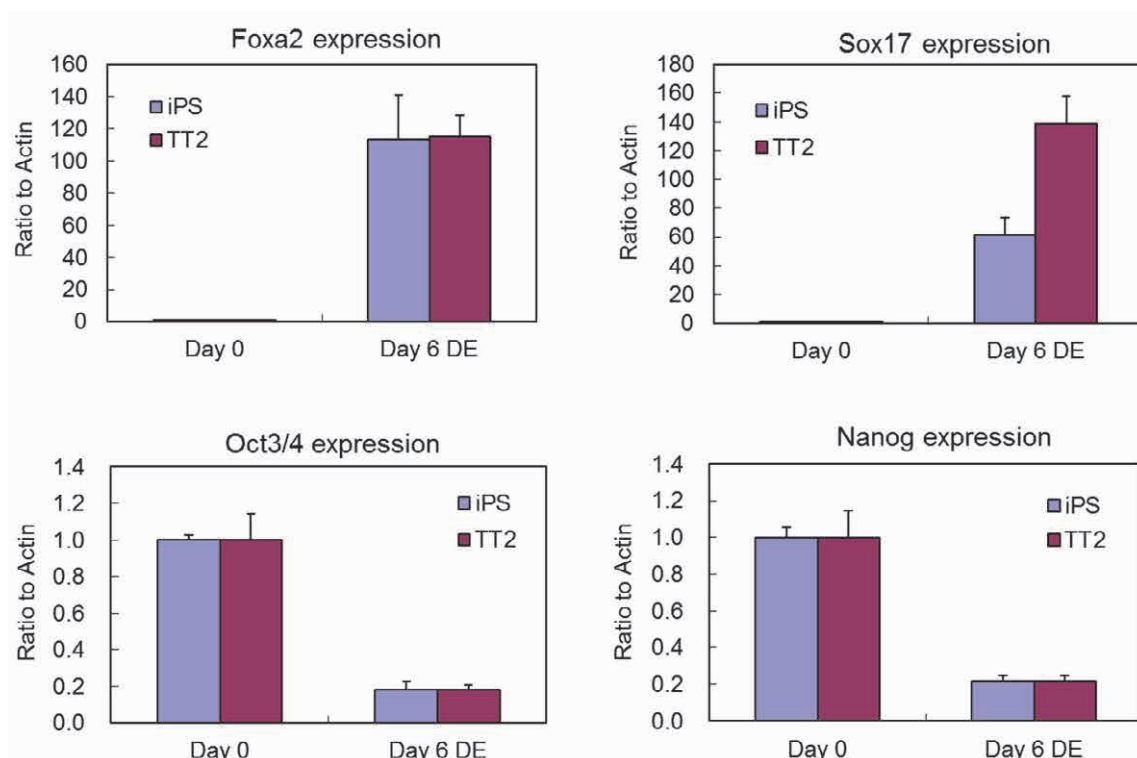 Foxa2 expression
160
140
120
100
80
60
40
20
0
Ratio to Actin
iPS
TT2
Day 0 Day 6 DE
Sox17 expression
180
160
140
120
100
80
60
40
20
0
Ratio to Actin
iPS
TT2
Day 0 Day 6 DE
Oct3/4 expression
1.4
1.2
1.0
0.8
0.6
0.4
0.2
0.0
Ratio to Actin
iPS
TT2
Day 0 Day 6 DE
Nanog expression
1.4
1.2
1.0
0.8
0.6
0.4
0.2
0.0
Ratio to Actin
iPS
TT2
Day 0 Day 6 DE